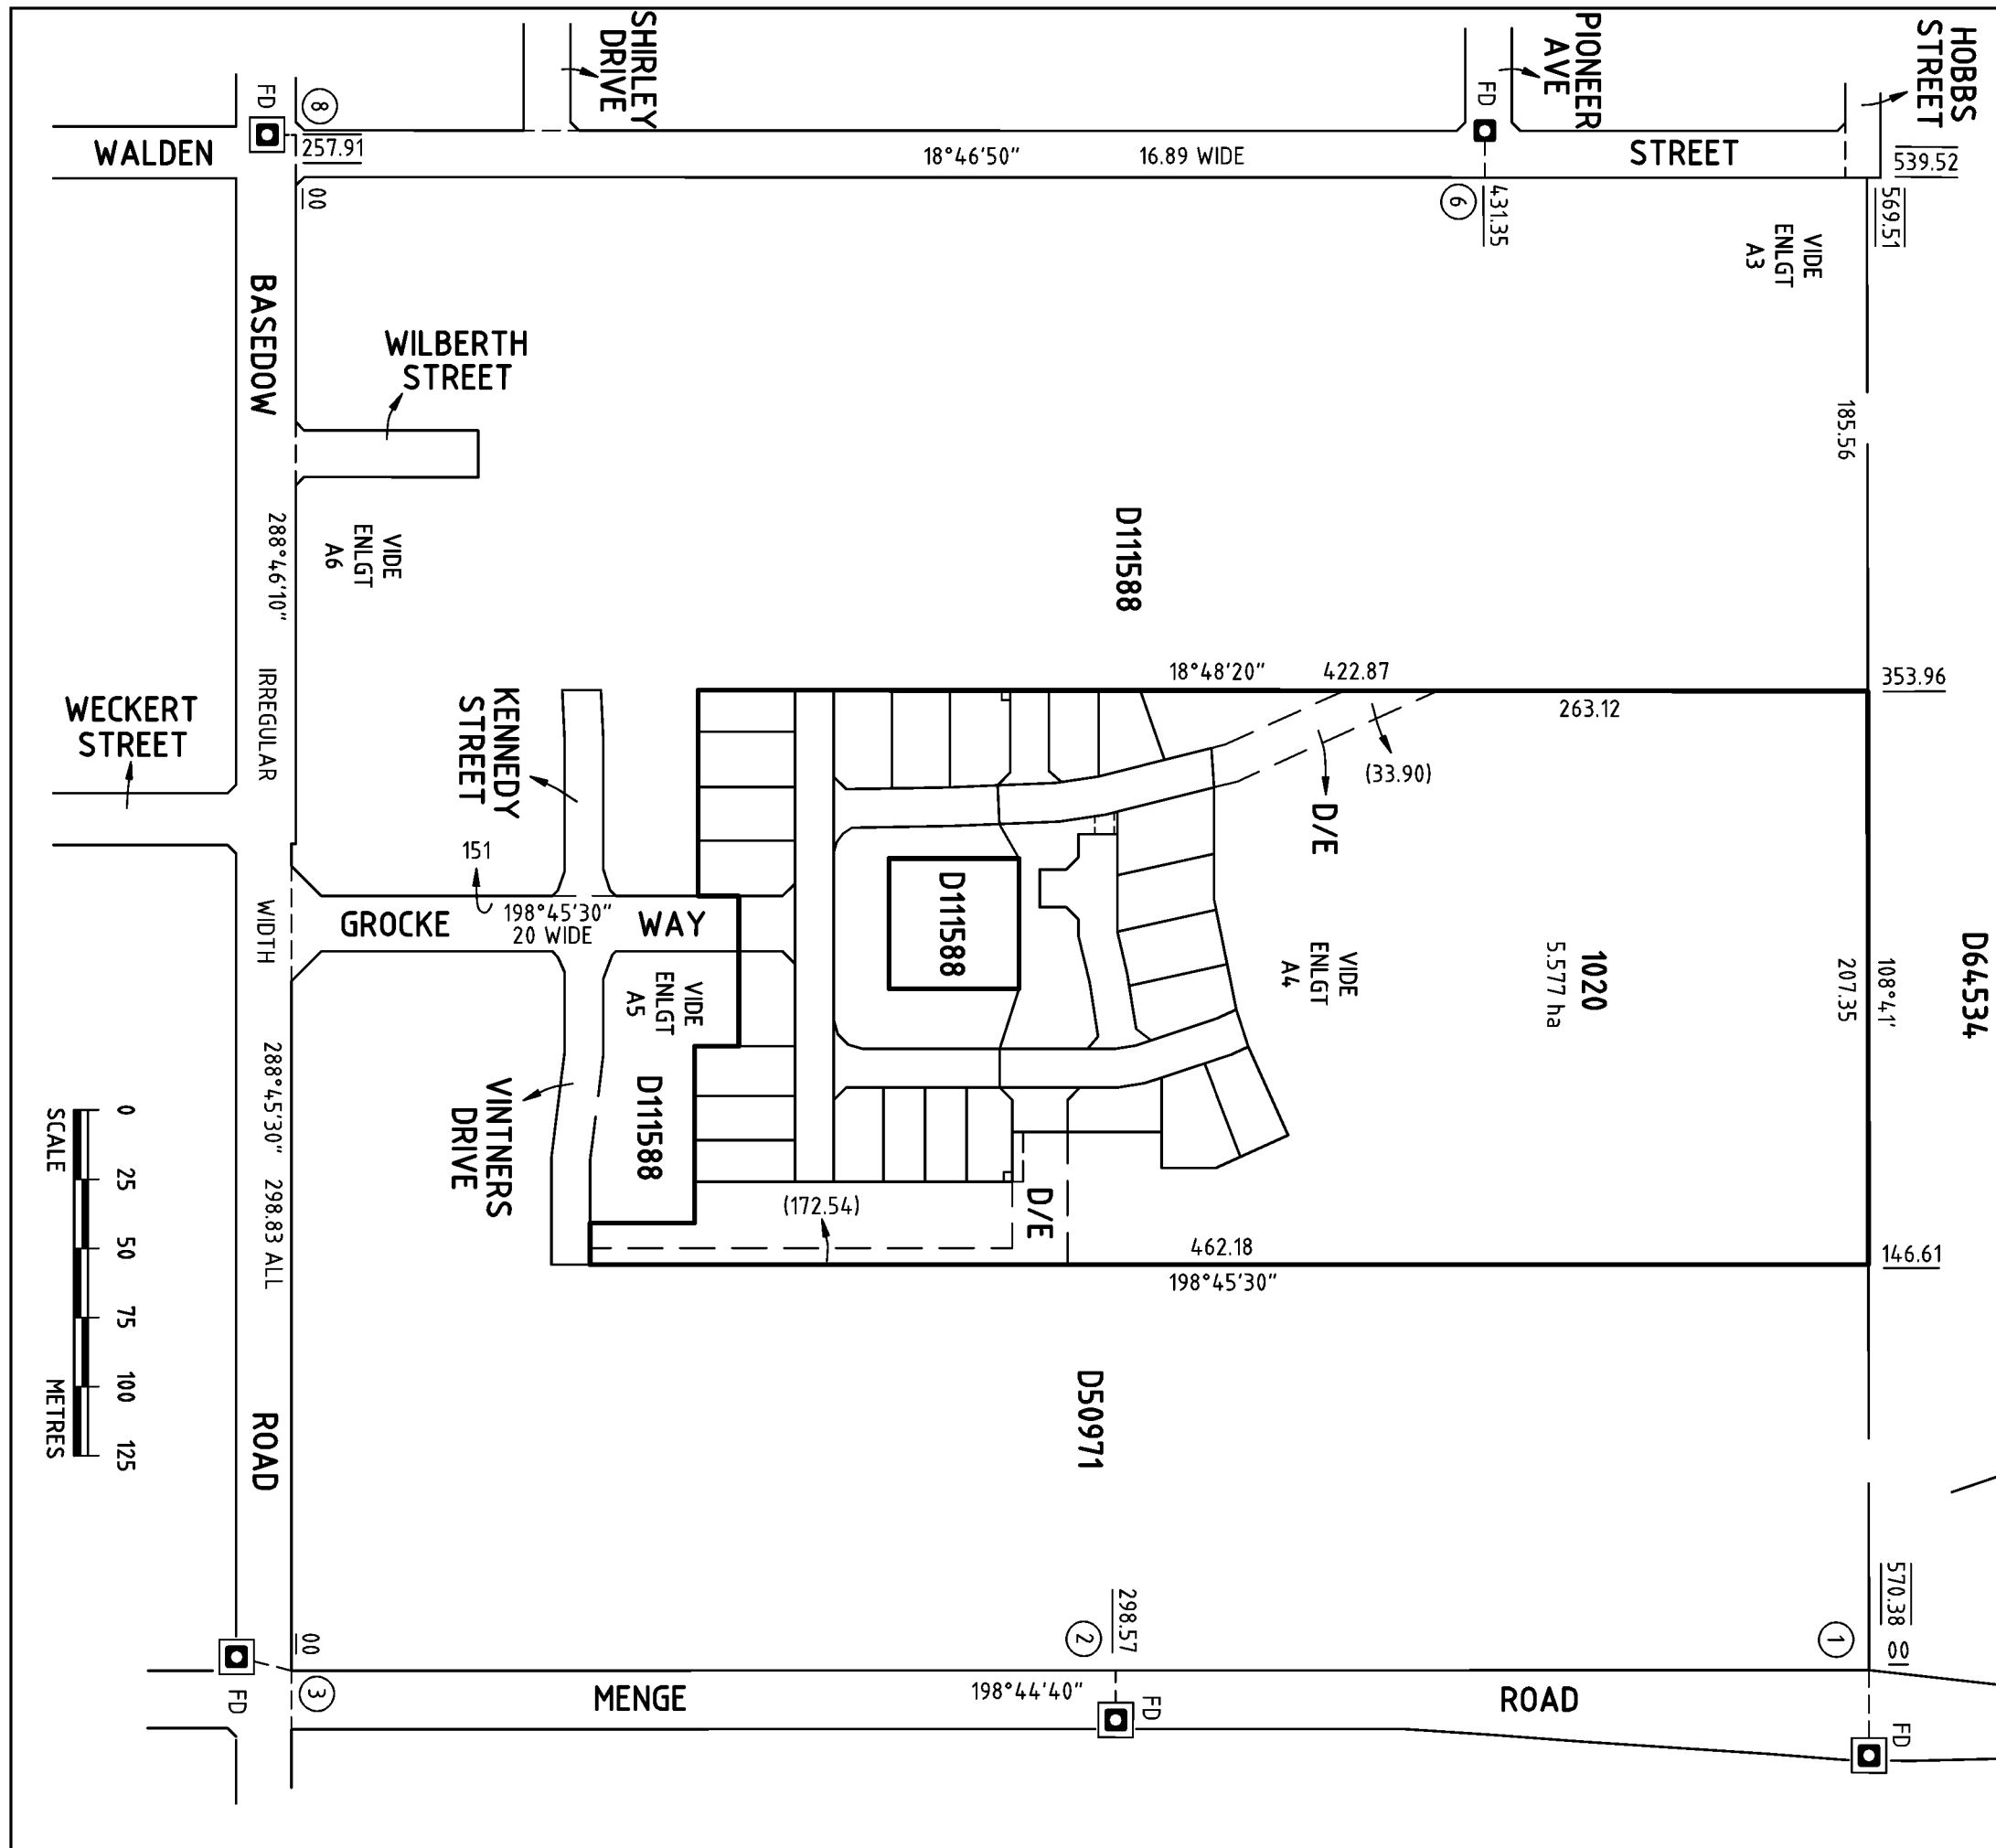 HOBBS
STREET
PIONEER
AVE
SHIRLEY
DRIVE
FD
8
FD
WALDEN
257.91
18°46'50"
16.89 WIDE
STREET
539.52
00
6
431.35
569.51
VIDE
ENLGT
A3
BASEDOW
WILBERTH
STREET
185.56
288°46'10"
VIDE
ENLGT
A6
D111588
IRREGULAR
WECKERT
STREET
KENNEDY
STREET
18°48'20"
422.87
353.96
263.12
(33.90)
D/E
151
198°45'30"
20 WIDE
GROCKE
WAY
WIDTH
D111588
VIDE
ENLGT
A4
1020
5.577 ha
108°41'
207.35
D64534
VIDE
ENLGT
A5
D111588
VINTNERS
DRIVE
288°45'30"
298.83 ALL
(172.54)
D/E
462.18
198°45'30"
146.61
0
25
50
75
100
125
SCALE
METRES
D50971
ROAD
00
3
FD
MENGE
198°44'40"
2
298.57
FD
ROAD
1
570.38
00
FD